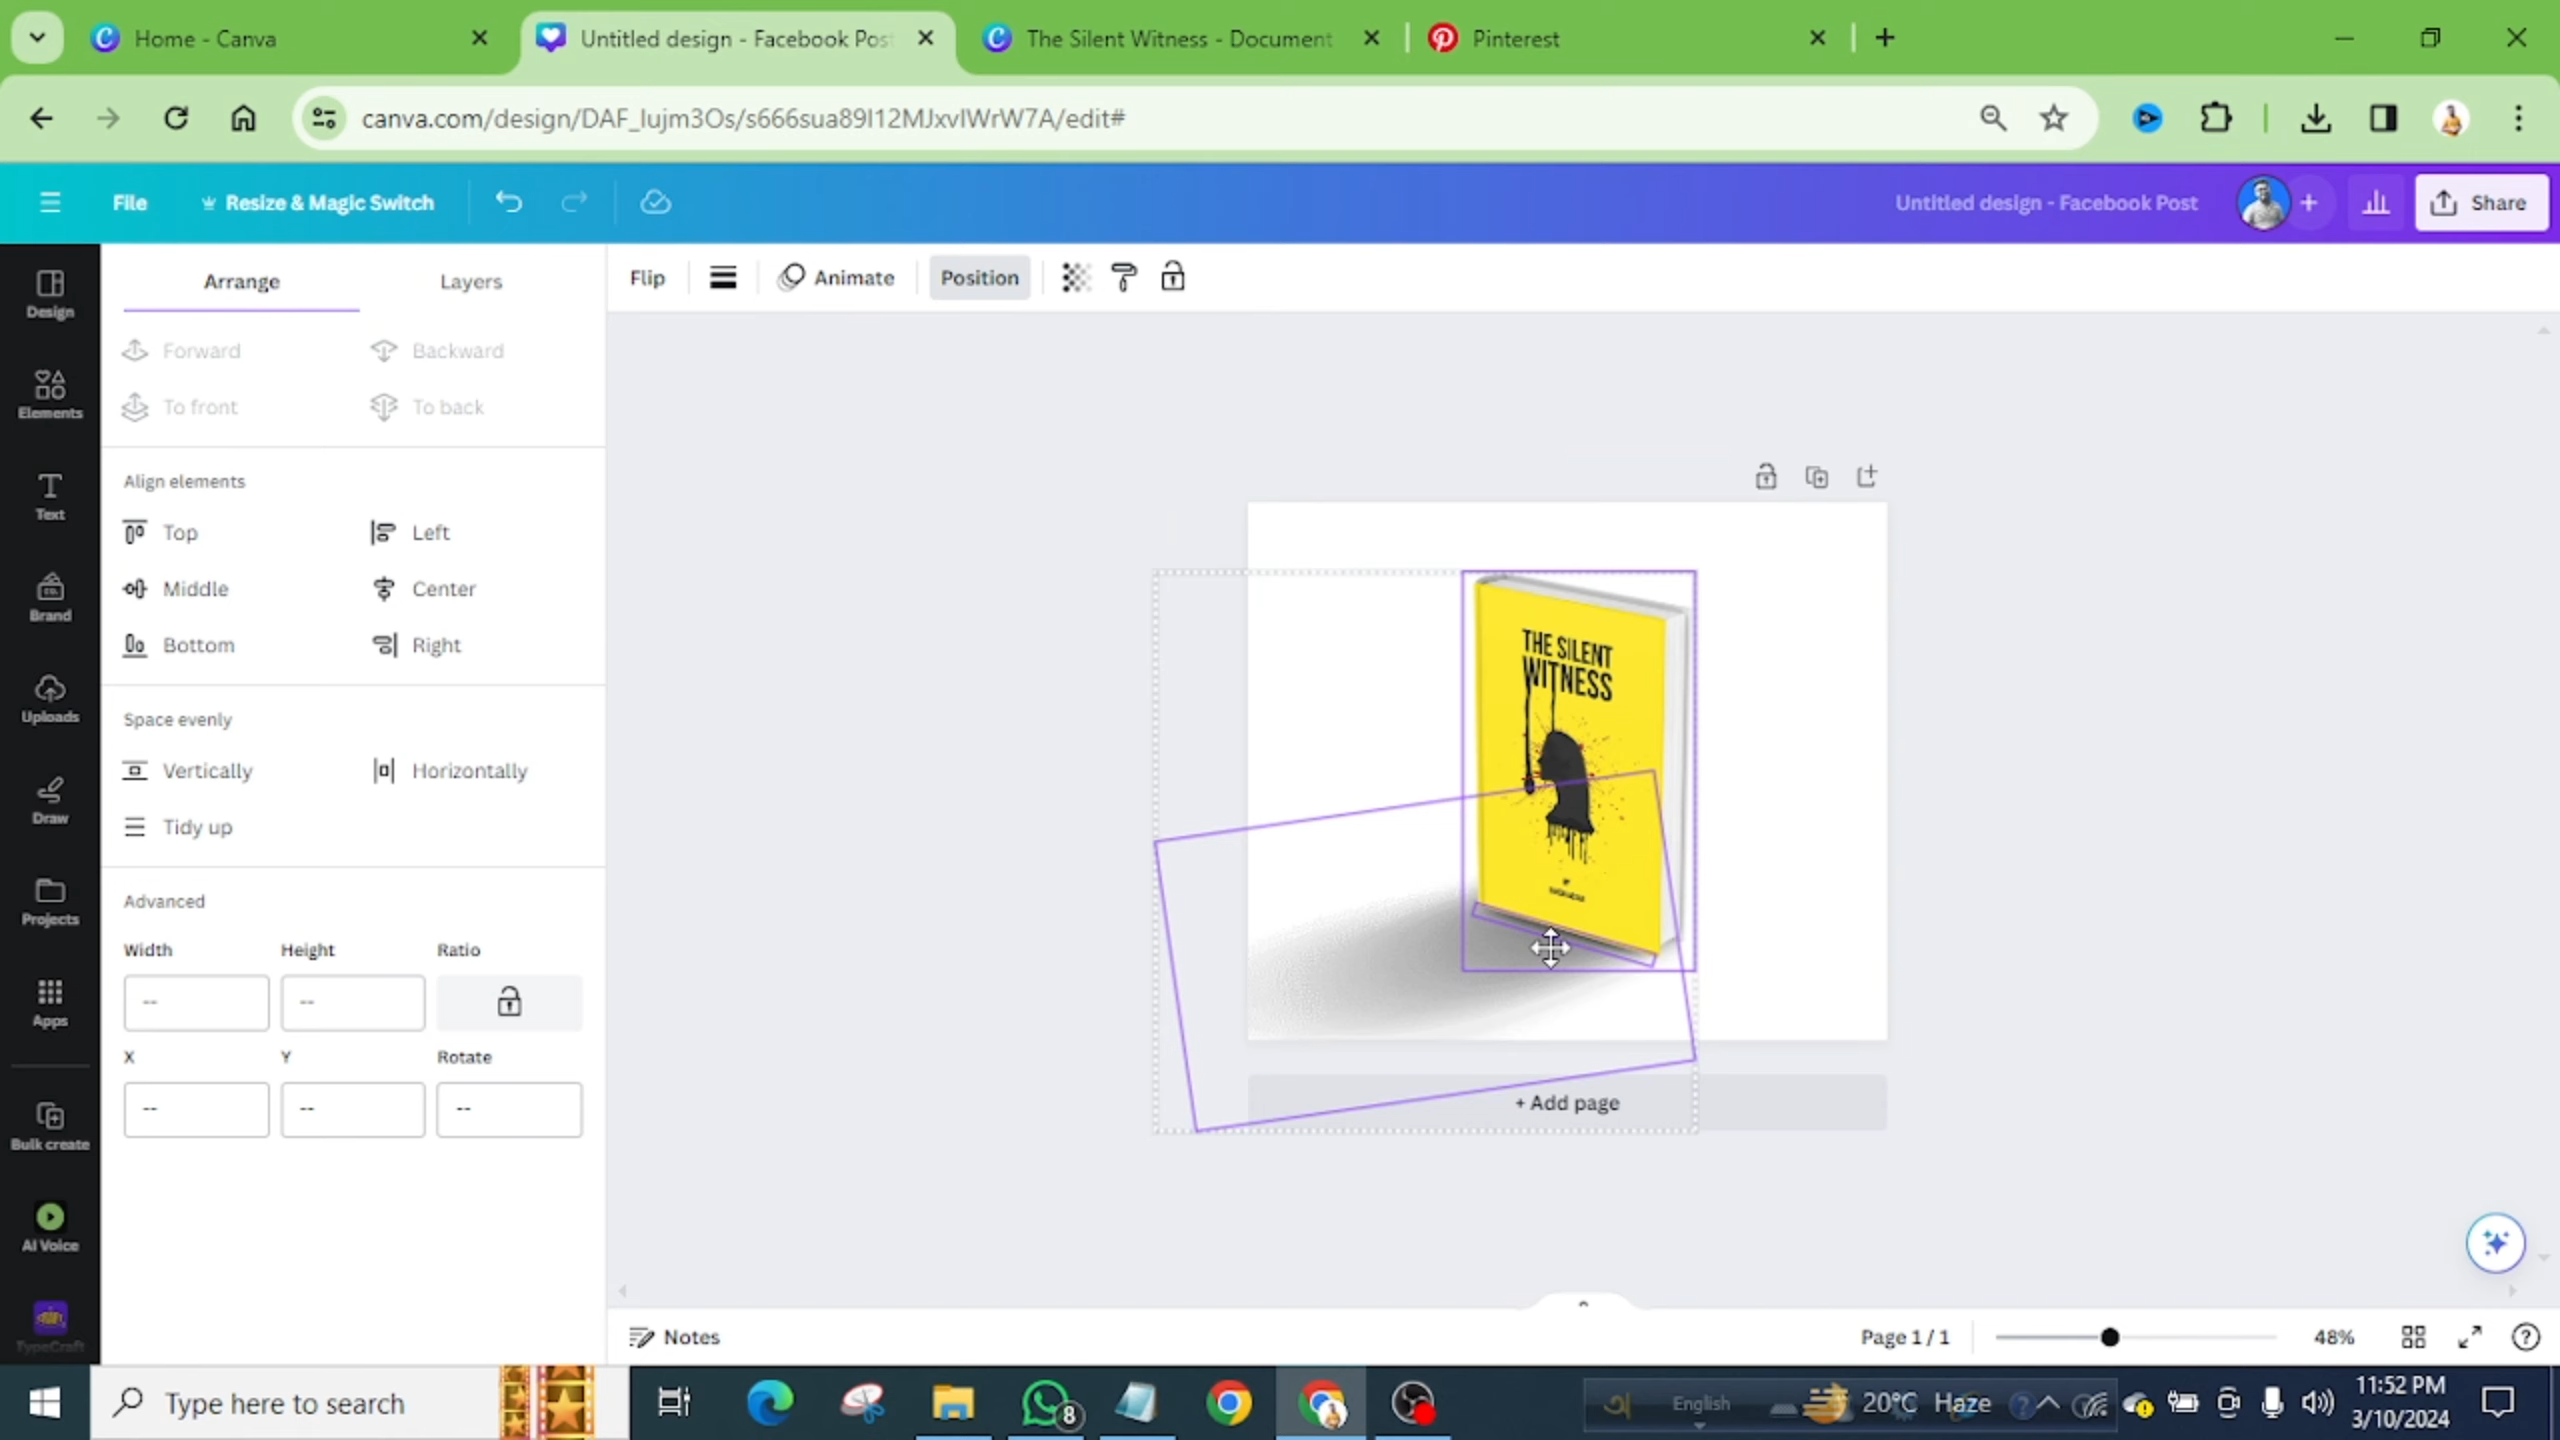 Home - Canva
Untitled design - Facebook Pos
The Silent Witness - Document
Pinterest
canva.com/design/DAF_lujm3Os/s666sua89I12MJxvIWrW7A/edit#
File
Resize & Magic Switch
Untitled design - Facebook Post
Share
Design
Elements
Text
Brand
Uploads
Draw
Projects
Apps
Bulk create
AI Voice
TypeCraft
Arrange
Layers
Forward
Backward
To front
To back
Align elements
Top
Left
Middle
Center
Bottom
Right
Space evenly
Vertically
Horizontally
Tidy up
Advanced
Width
Height
Ratio
--
--
X
Y
Rotate
--
--
--
Flip
Animate
Position
THE SILENT
WITNESS
+ Add page
Notes
Page 1 / 1
48%
Type here to search
8
অ
English
20°C Haze
11:52 PM
3/10/2024